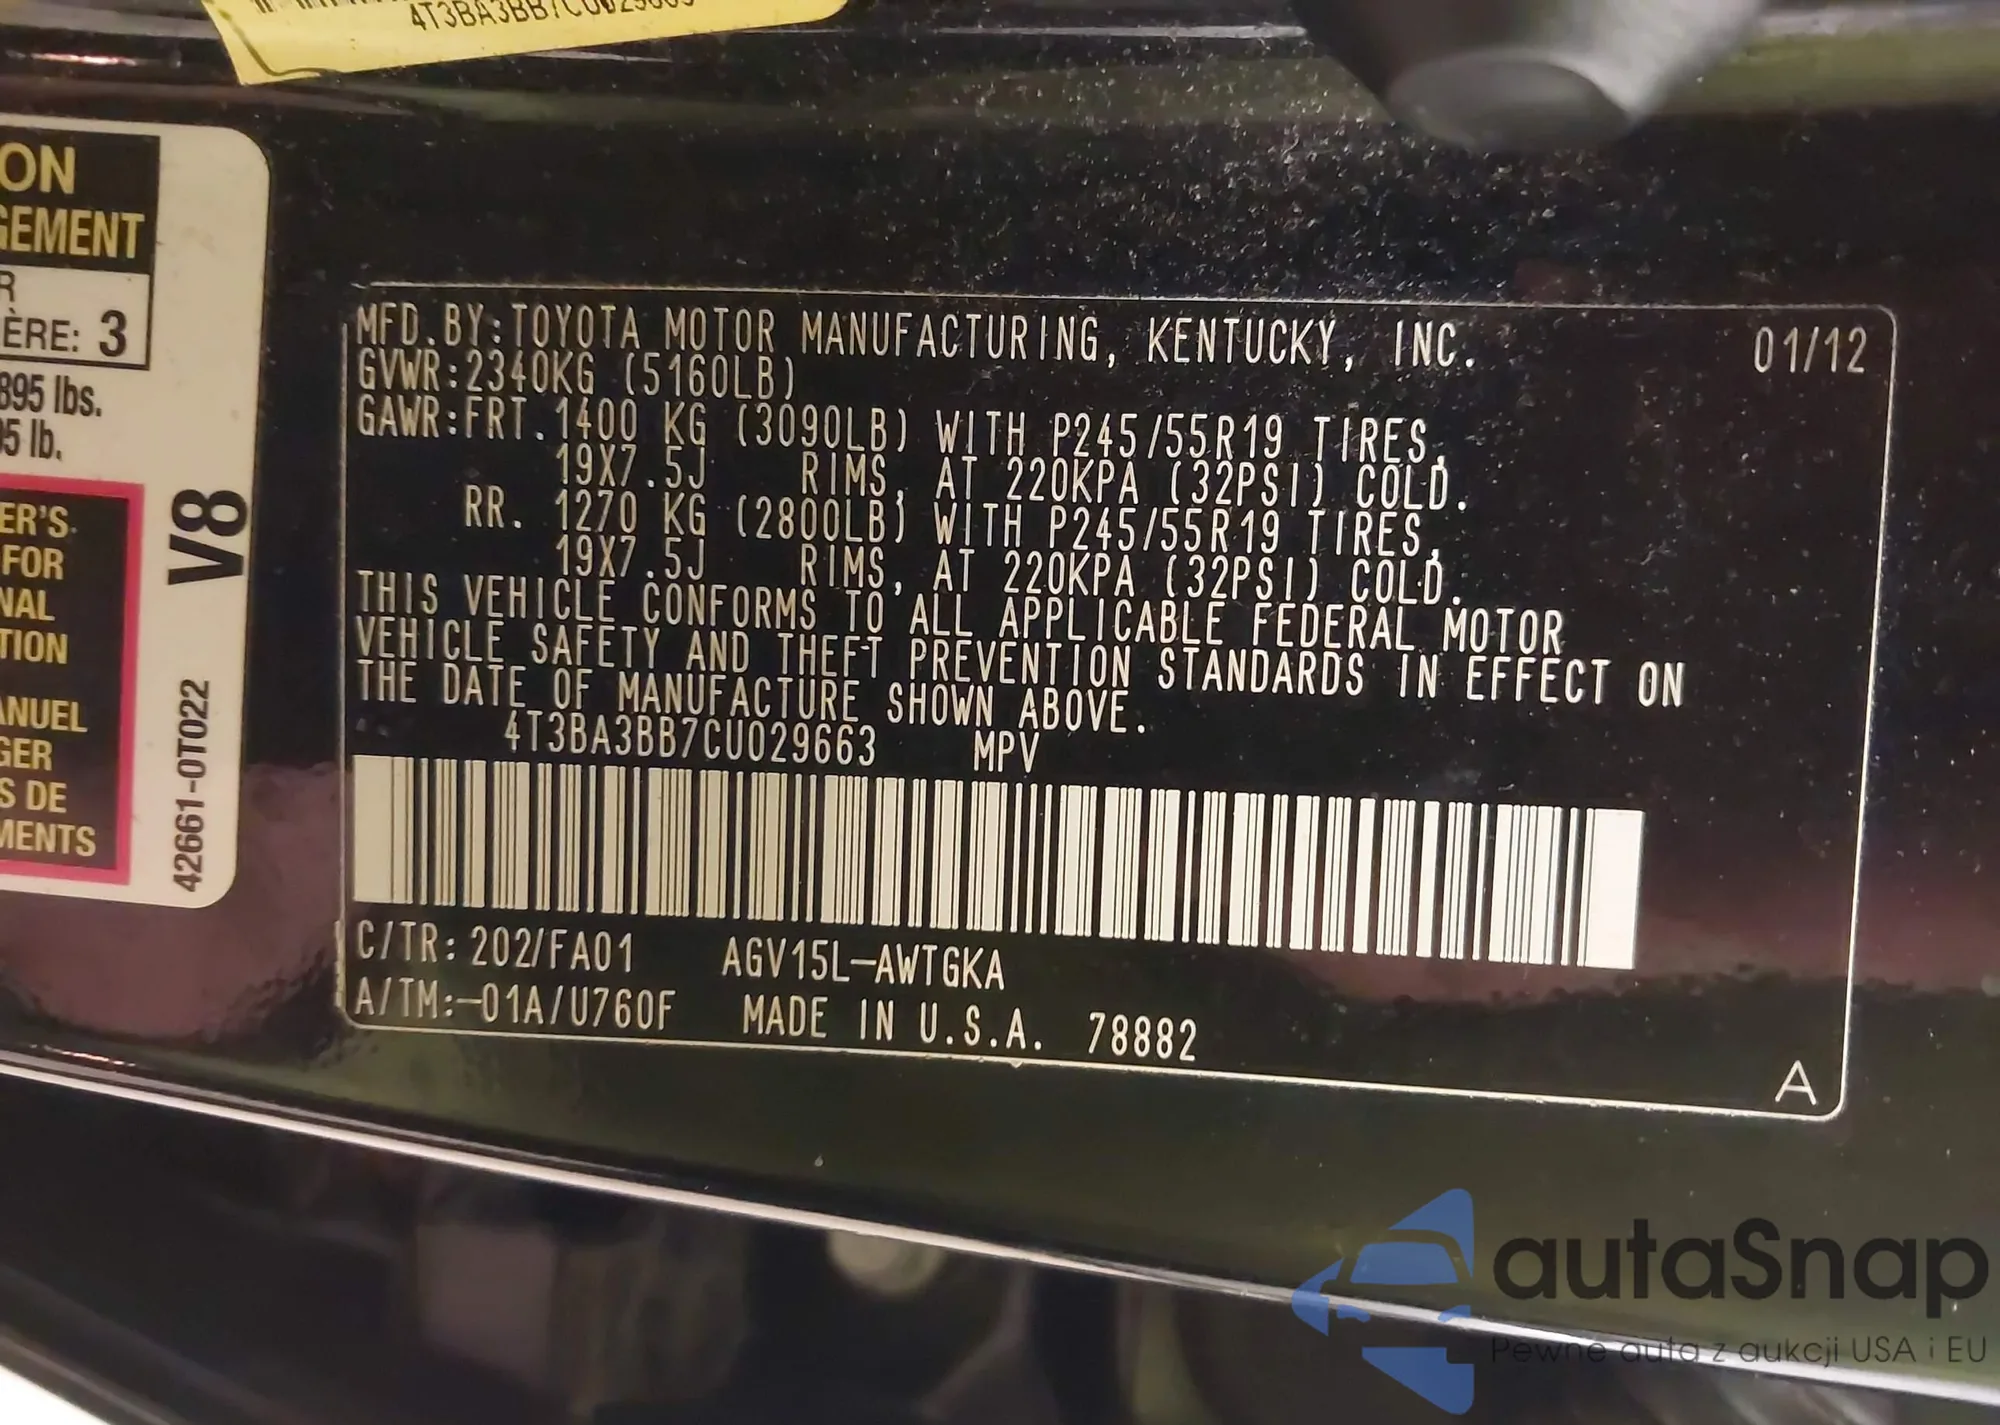 4T3BA3BB7CU029663
ON
GEMENT
R
ÈRE: 3
895 lbs.
5 lb.
V8
ER'S
FOR
NAL
TION
ANUEL
GER
S DE
MENTS
42661-0T022
MFD.BY:TOYOTA MOTOR MANUFACTURING, KENTUCKY, INC. 01/12
GVWR:2340KG (5160LB)
GAWR:FRT. 1400 KG (3090LB) WITH P245/55R19 TIRES,
19X7.5J RIMS, AT 220KPA (32PSI) COLD.
RR. 1270 KG (2800LB) WITH P245/55R19 TIRES,
19X7.5J RIMS, AT 220KPA (32PSI) COLD.
THIS VEHICLE CONFORMS TO ALL APPLICABLE FEDERAL MOTOR
VEHICLE SAFETY AND THEFT PREVENTION STANDARDS IN EFFECT ON
THE DATE OF MANUFACTURE SHOWN ABOVE.
4T3BA3BB7CU029663 MPV
C/TR: 202/FA01 AGV15L-AWTGKA
A/TM:-01A/U760F MADE IN U.S.A. 78882
A
autaSnap
Pewne auta z aukcji USA i EU